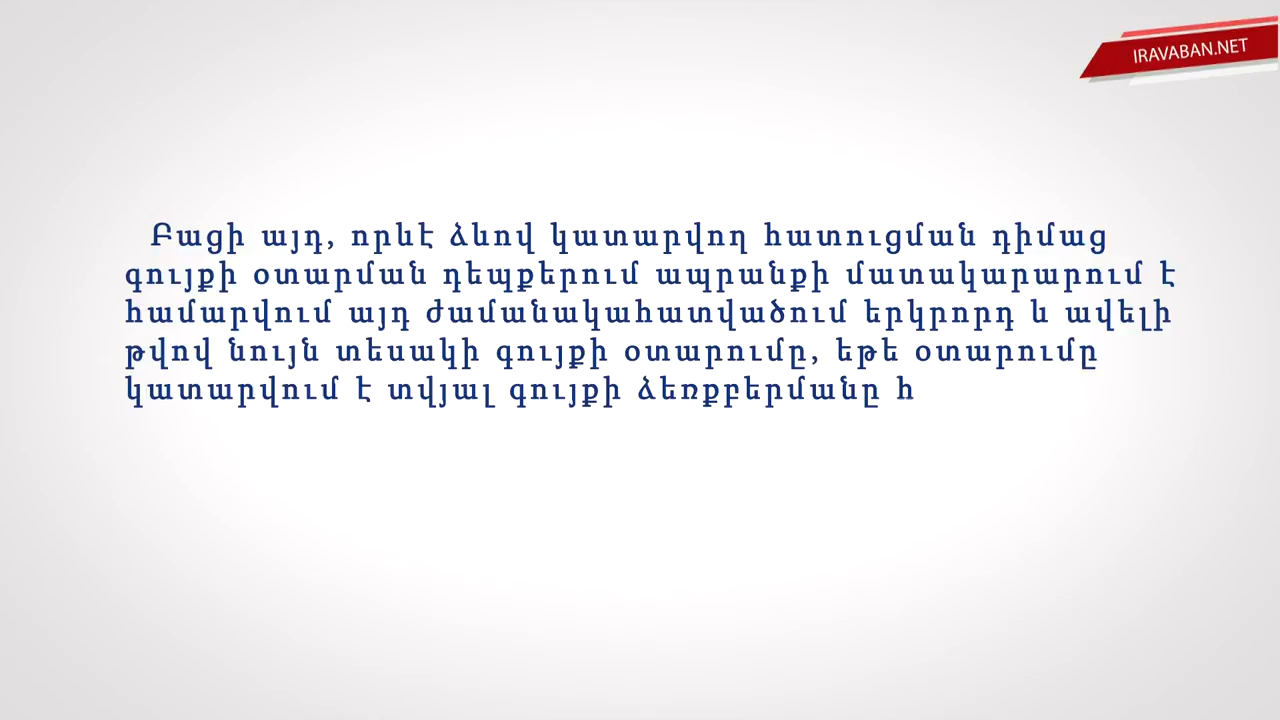 IRAVABAN.NET
Բացի այդ, որևէ ձևով կատարվող հատուցման դիմաց
գույքի օտարման դեպքերում ապրանքի մատակարարում է
համարվում այդ ժամանակահատվածում երկրորդ և ավելի
թվով նույն տեսակի գույքի օտարումը, եթե օտարումը
կատարվում է տվյալ գույքի ձեռքբերմանը հ